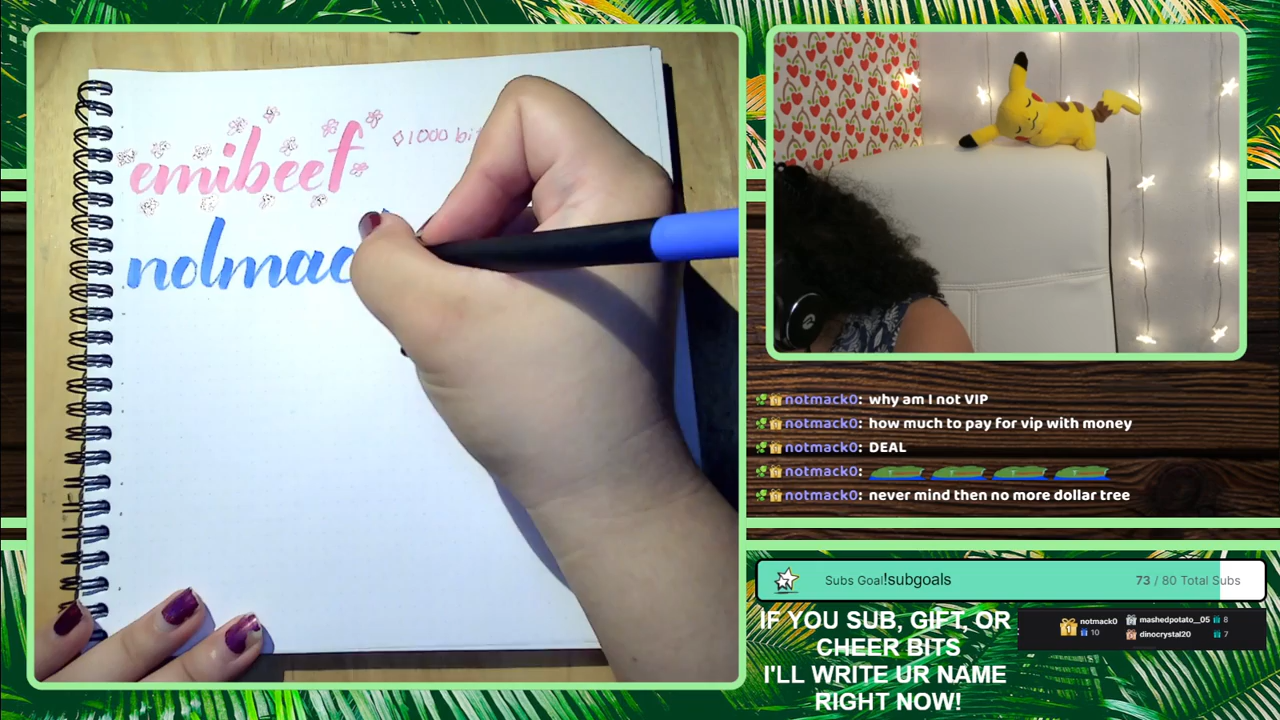 emibeef
◊1000 bi
nolmac
notmack0: why am I not VIP
notmack0: how much to pay for vip with money
notmack0: DEAL
notmack0:
notmack0: never mind then no more dollar tree
Subs Goal!subgoals 73 / 80 Total Subs
IF YOU SUB, GIFT, OR
CHEER BITS
I'LL WRITE UR NAME
RIGHT NOW!
1 notmack0 10
mashedpotato_05 8
dinocrystal20 7